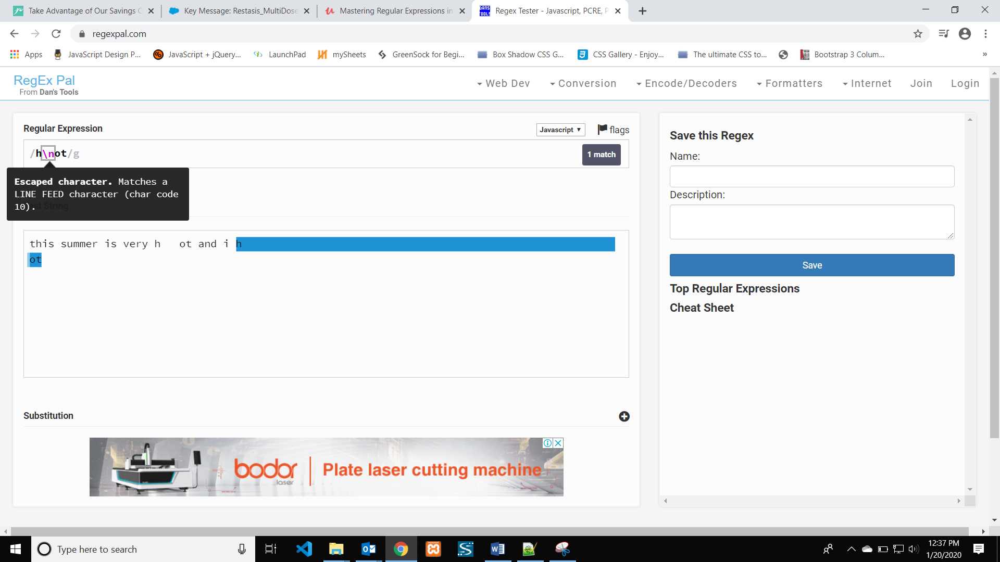 Take Advantage of Our Savings
Key Message: Restasis_MultiDose
Mastering Regular Expressions in
Regex Tester - Javascript, PCRE, P
regexpal.com
Apps
JavaScript Design P...
JavaScript + jQuery...
LaunchPad
mySheets
GreenSock for Begi...
Box Shadow CSS G...
CSS Gallery - Enjoy...
The ultimate CSS to...
Bootstrap 3 Colum...
»
RegEx Pal
From Dan's Tools
Web Dev
Conversion
Encode/Decoders
Formatters
Internet
Join
Login
Regular Expression
Javascript
flags
/h\not/g
1 match
Escaped character. Matches a
LINE FEED character (char code
10).
String
this summer is very h   ot and i h
ot
Substitution
bodor
laser
Plate laser cutting machine
Save this Regex
Name:
Description:
Save
Top Regular Expressions
Cheat Sheet
Type here to search
12:37 PM
1/20/2020